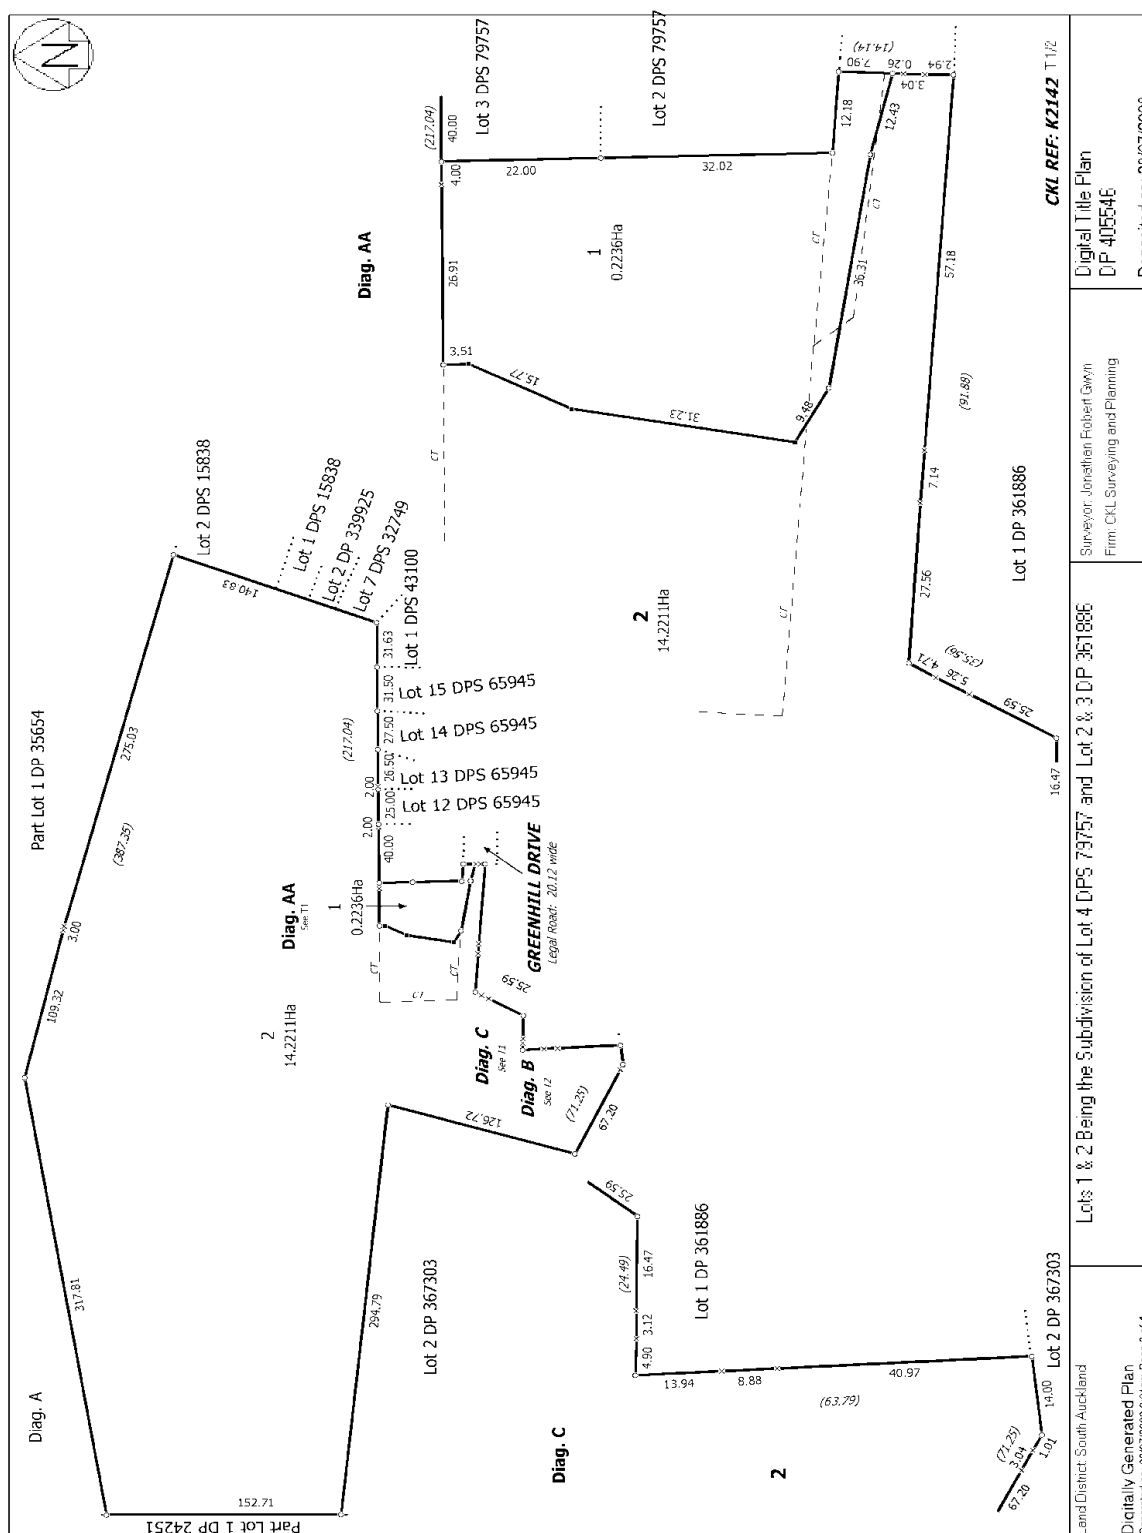 N
Diag. A
Part Lot 1 DP 35654
317.81
109.32
3.00
275.03
(387.35)
140.83
Lot 2 DPS 15838
Lot 1 DPS 15838
Lot 2 DP 339925
Lot 7 DPS 32749
Lot 1 DPS 43100
31.63
31.50
27.50
26.50
25.00
2.00
2.00
40.00
(217.04)
Lot 15 DPS 65945
Lot 14 DPS 65945
Lot 13 DPS 65945
Lot 12 DPS 65945
Diag. AA
See T1
1
0.2236Ha
2
14.2211Ha
CT
CT
CT
GREENHILL DRIVE
Legal Road: 20.12 wide
25.59
Diag. C
See T1
Diag. B
See T2
(71.25)
67.20
126.72
294.79
152.71
Part Lot 1 DP 24251
Lot 2 DP 367303
Diag. AA
(217.04)
40.00
4.00
26.91
3.51
15.77
31.23
9.48
36.31
12.43
12.18
7.90
(14.14)
0.26
3.04
2.94
22.00
32.02
Lot 3 DPS 79757
Lot 2 DPS 79757
1
0.2236Ha
CT
CT
CT
CT
2
14.2211Ha
57.18
7.14
27.56
(91.88)
4.71
5.26
(35.56)
25.59
16.47
Lot 1 DP 361886
Diag. C
25.59
(24.49)
16.47
3.12
4.90
Lot 1 DP 361886
13.94
8.88
40.97
(63.79)
2
14.00
1.01
3.04
(71.25)
67.20
Lot 2 DP 367303
CKL REF: K2142 T 1/2
Land District: South Auckland
Digitally Generated Plan
Lots 1 & 2 Being the Subdivision of Lot 4 DPS 79757 and Lot 2 & 3 DP 361886
Surveyor: Jonathan Robert Gwyn
Firm: CKL Surveying and Planning
Digital Title Plan
DP 405546